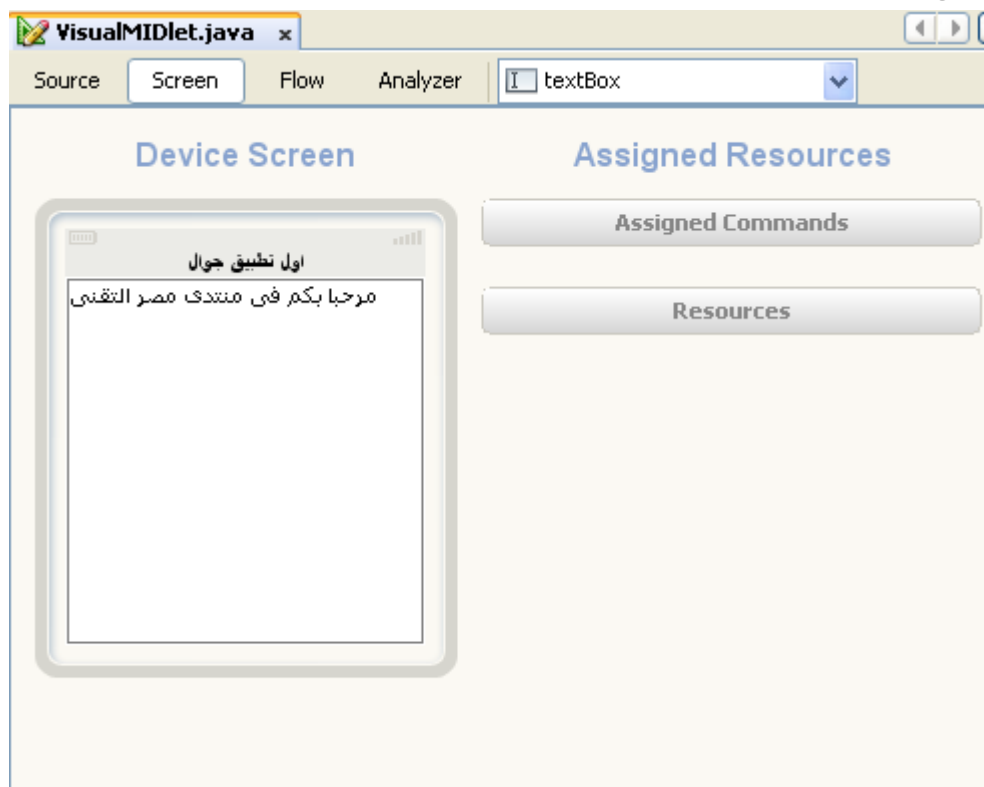 VisualMIDlet.java x
Source Screen Flow Analyzer textBox
Device Screen
Assigned Resources
اول تطبيق جوال
مرحبا بكم فى منتدى مصر التقنى
Assigned Commands
Resources